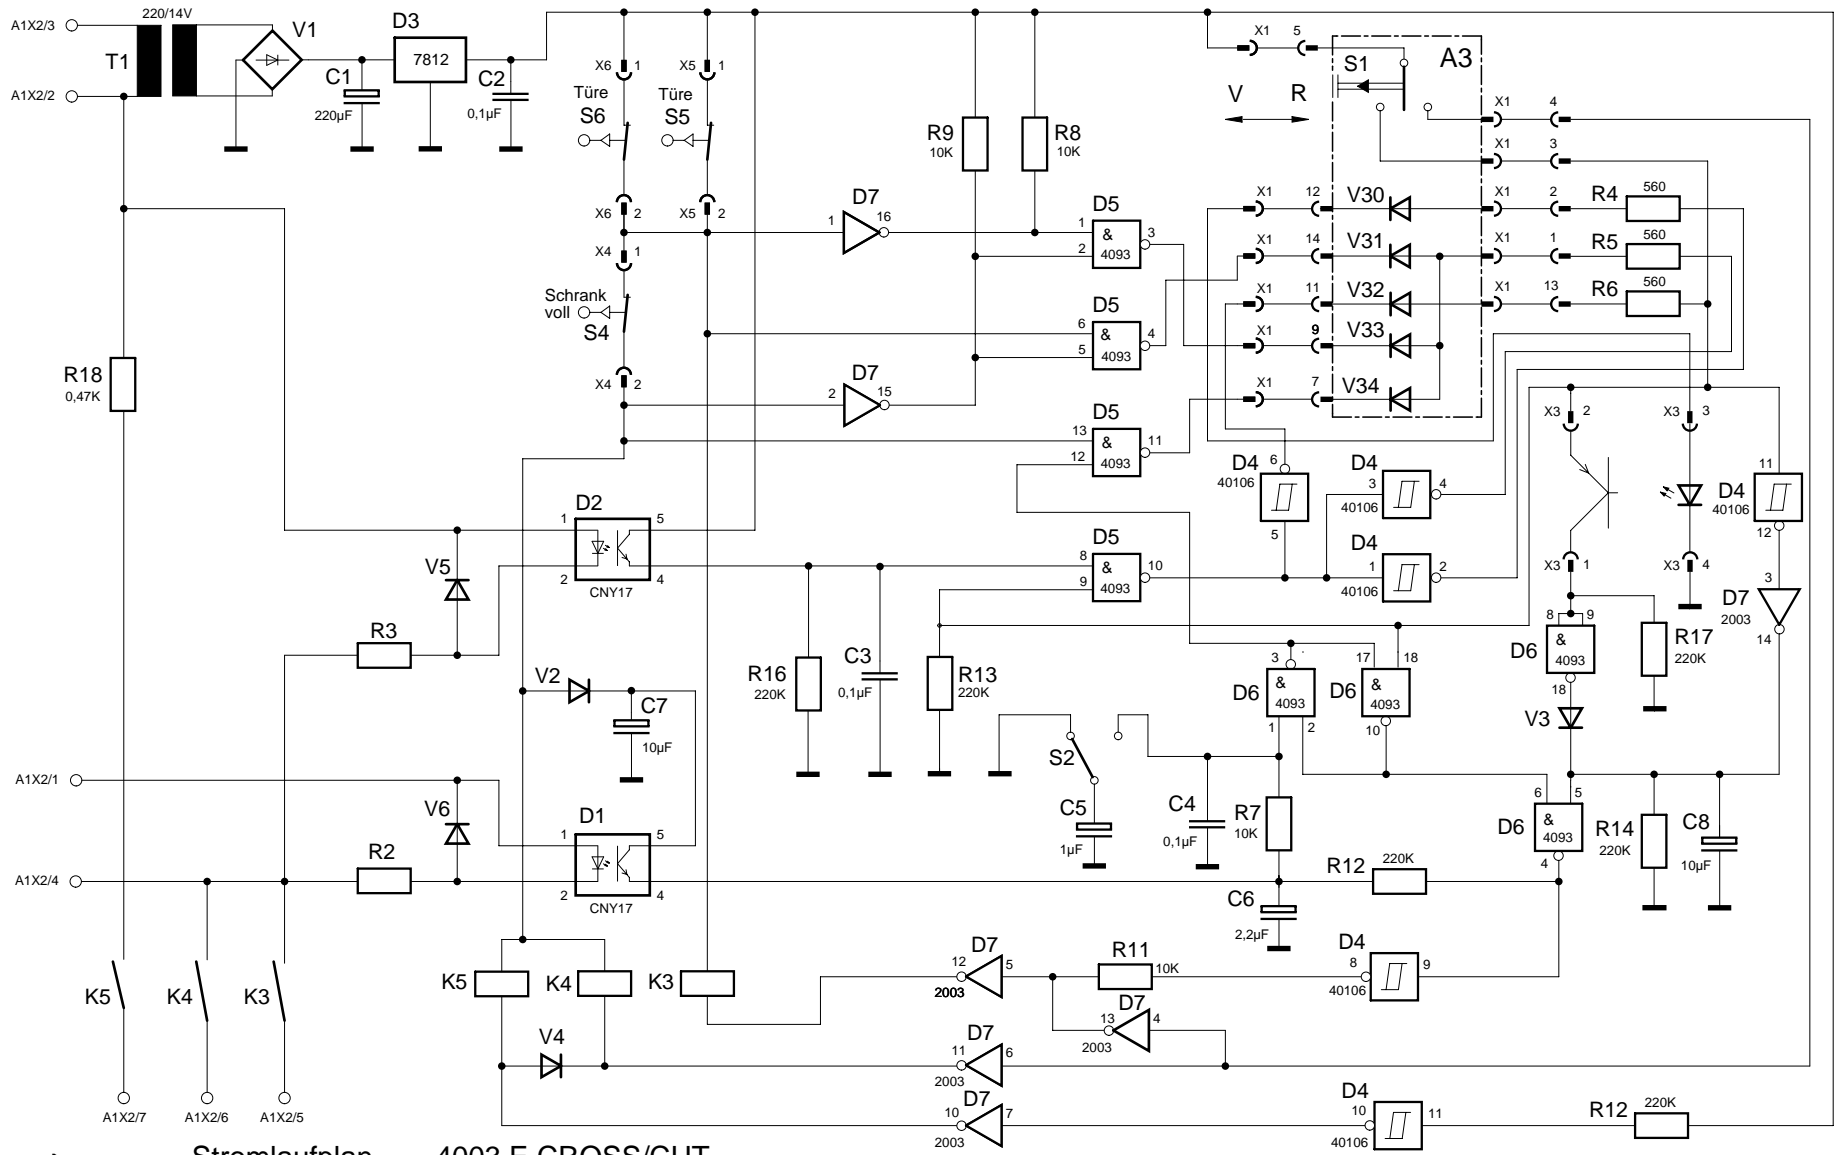 A1X2/3
220/14V
T1
V1
D3
7812
C1
220µF
C2
0,1µF
A1X2/2
X6 1
X5 1
Türe
S6
Türe
S5
X6 2
X5 2
X4 1
Schrank
voll
S4
X4 2
R9
10K
R8
10K
X1 5
S1
A3
V R
X1 4
X1 3
X1 12 V30 X1 2 R4 560
X1 14 V31 X1 1 R5 560
X1 11 V32 X1 13 R6 560
X1 9 V33
X1 7 V34
1 D7 16
2 D7 15
D5
1
2
&
4093
3
D5
6
5
&
4093
4
D5
13
12
&
4093
11
D5
8
9
&
4093
10
R18
0,47K
D2
1
2
5
4
CNY17
V5
R3
V2
C7
10µF
R16
220K
C3
0,1µF
R13
220K
D4
40106
6
5
D4
3
40106
4
D4
1
40106
2
X3 2
X3 3
X3 1
X3 4
D4
40106
11
12
D7
2003
3
14
8 9
D6
&
4093
18
R17
220K
V3
D6
3
&
4093
1 2
D6
17 18
&
4093
10
S2
C5
1µF
C4
0,1µF
R7
10K
D6
6 5
&
4093
4
R14
220K
C8
10µF
A1X2/1
V6
D1
1
2
5
4
CNY17
A1X2/4
R2
R12
220K
C6
2,2µF
K5
K4
K3
K5
K4
K3
V4
D7
12 5
2003
R11
10K
D4
8 9
40106
D7
13 4
2003
D7
11 6
2003
D7
10 7
2003
D4
10 11
40106
R12
220K
A1X2/7
A1X2/6
A1X2/5
Stromlaufplan 4003 E CROSS/CUT